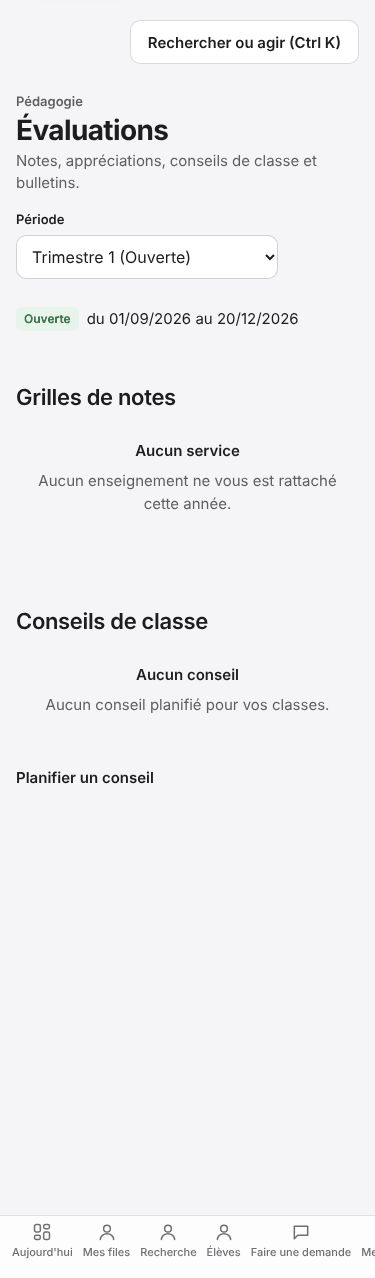 Rechercher ou agir (Ctrl K)
Pédagogie
Évaluations
Notes, appréciations, conseils de classe et
bulletins.
Période
Trimestre 1 (Ouverte)
Ouverte du 01/09/2026 au 20/12/2026
Grilles de notes
Aucun service
Aucun enseignement ne vous est rattaché
cette année.
Conseils de classe
Aucun conseil
Aucun conseil planifié pour vos classes.
Planifier un conseil
Aujourd'hui Mes files Recherche Élèves Faire une demande